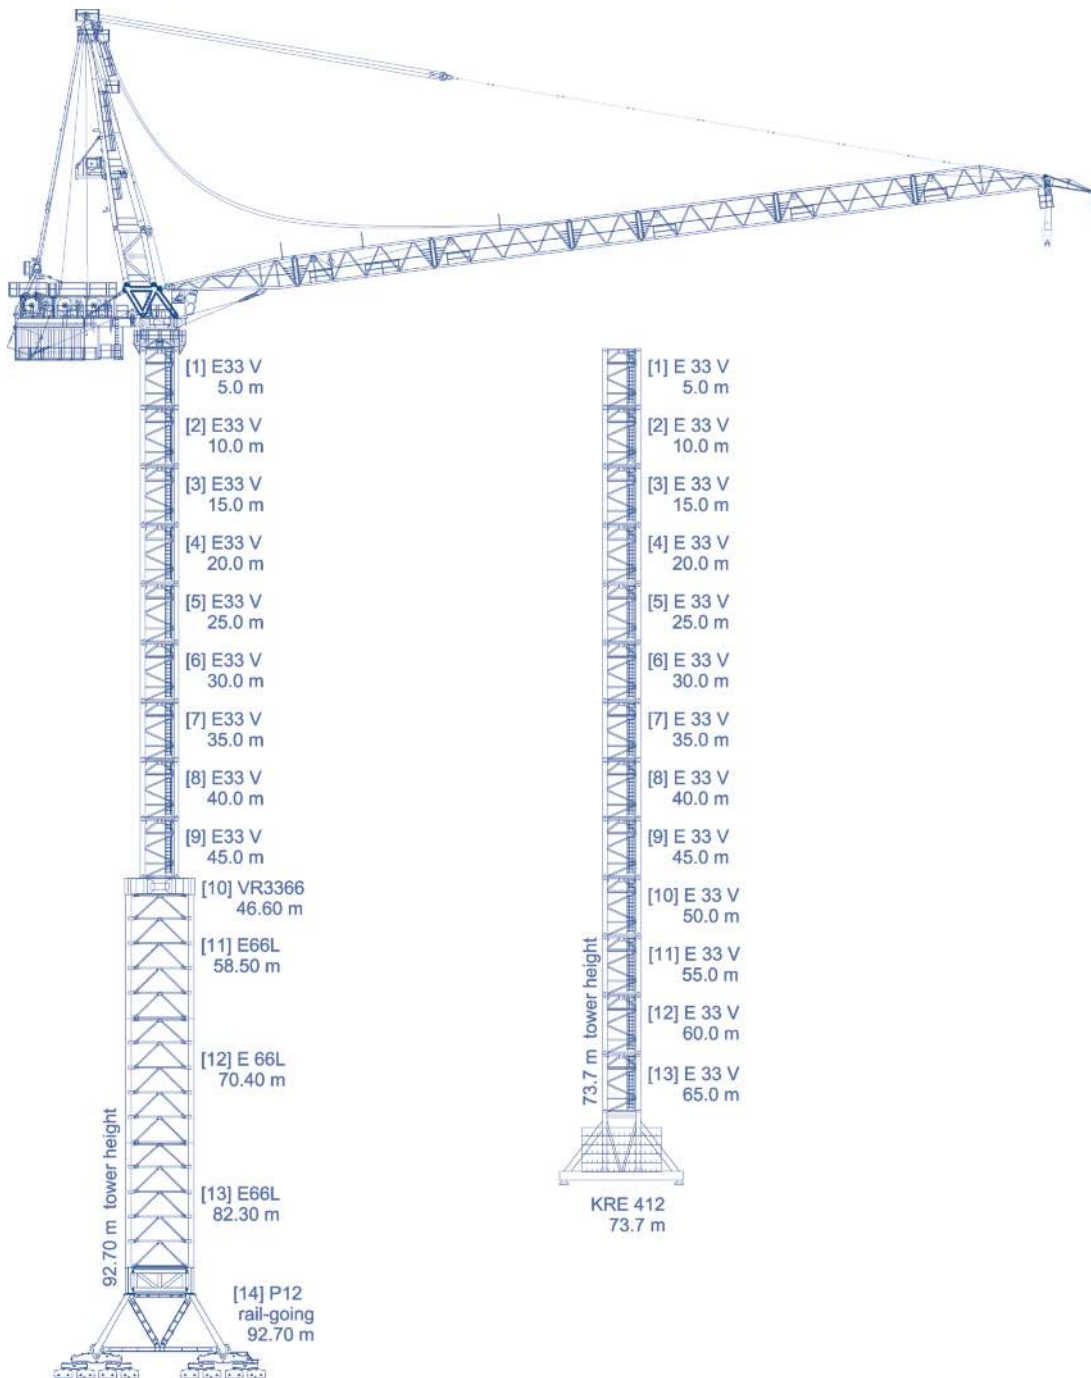 [1] E33 V
5.0 m
[2] E33 V
10.0 m
[3] E33 V
15.0 m
[4] E33 V
20.0 m
[5] E33 V
25.0 m
[6] E33 V
30.0 m
[7] E33 V
35.0 m
[8] E33 V
40.0 m
[9] E33 V
45.0 m
[10] VR3366
46.60 m
[11] E66L
58.50 m
[12] E 66L
70.40 m
[13] E66L
82.30 m
92.70 m tower height
[14] P12
rail-going
92.70 m
[1] E 33 V
5.0 m
[2] E 33 V
10.0 m
[3] E 33 V
15.0 m
[4] E 33 V
20.0 m
[5] E 33 V
25.0 m
[6] E 33 V
30.0 m
[7] E 33 V
35.0 m
[8] E 33 V
40.0 m
[9] E 33 V
45.0 m
[10] E 33 V
50.0 m
[11] E 33 V
55.0 m
[12] E 33 V
60.0 m
[13] E 33 V
65.0 m
73.7 m tower height
KRE 412
73.7 m